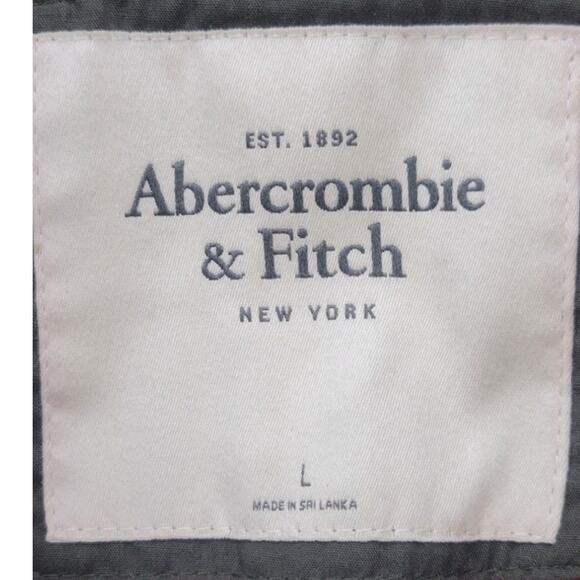 EST. 1892
Abercrombie
& Fitch
NEW YORK
L
MADE IN SRI LANKA